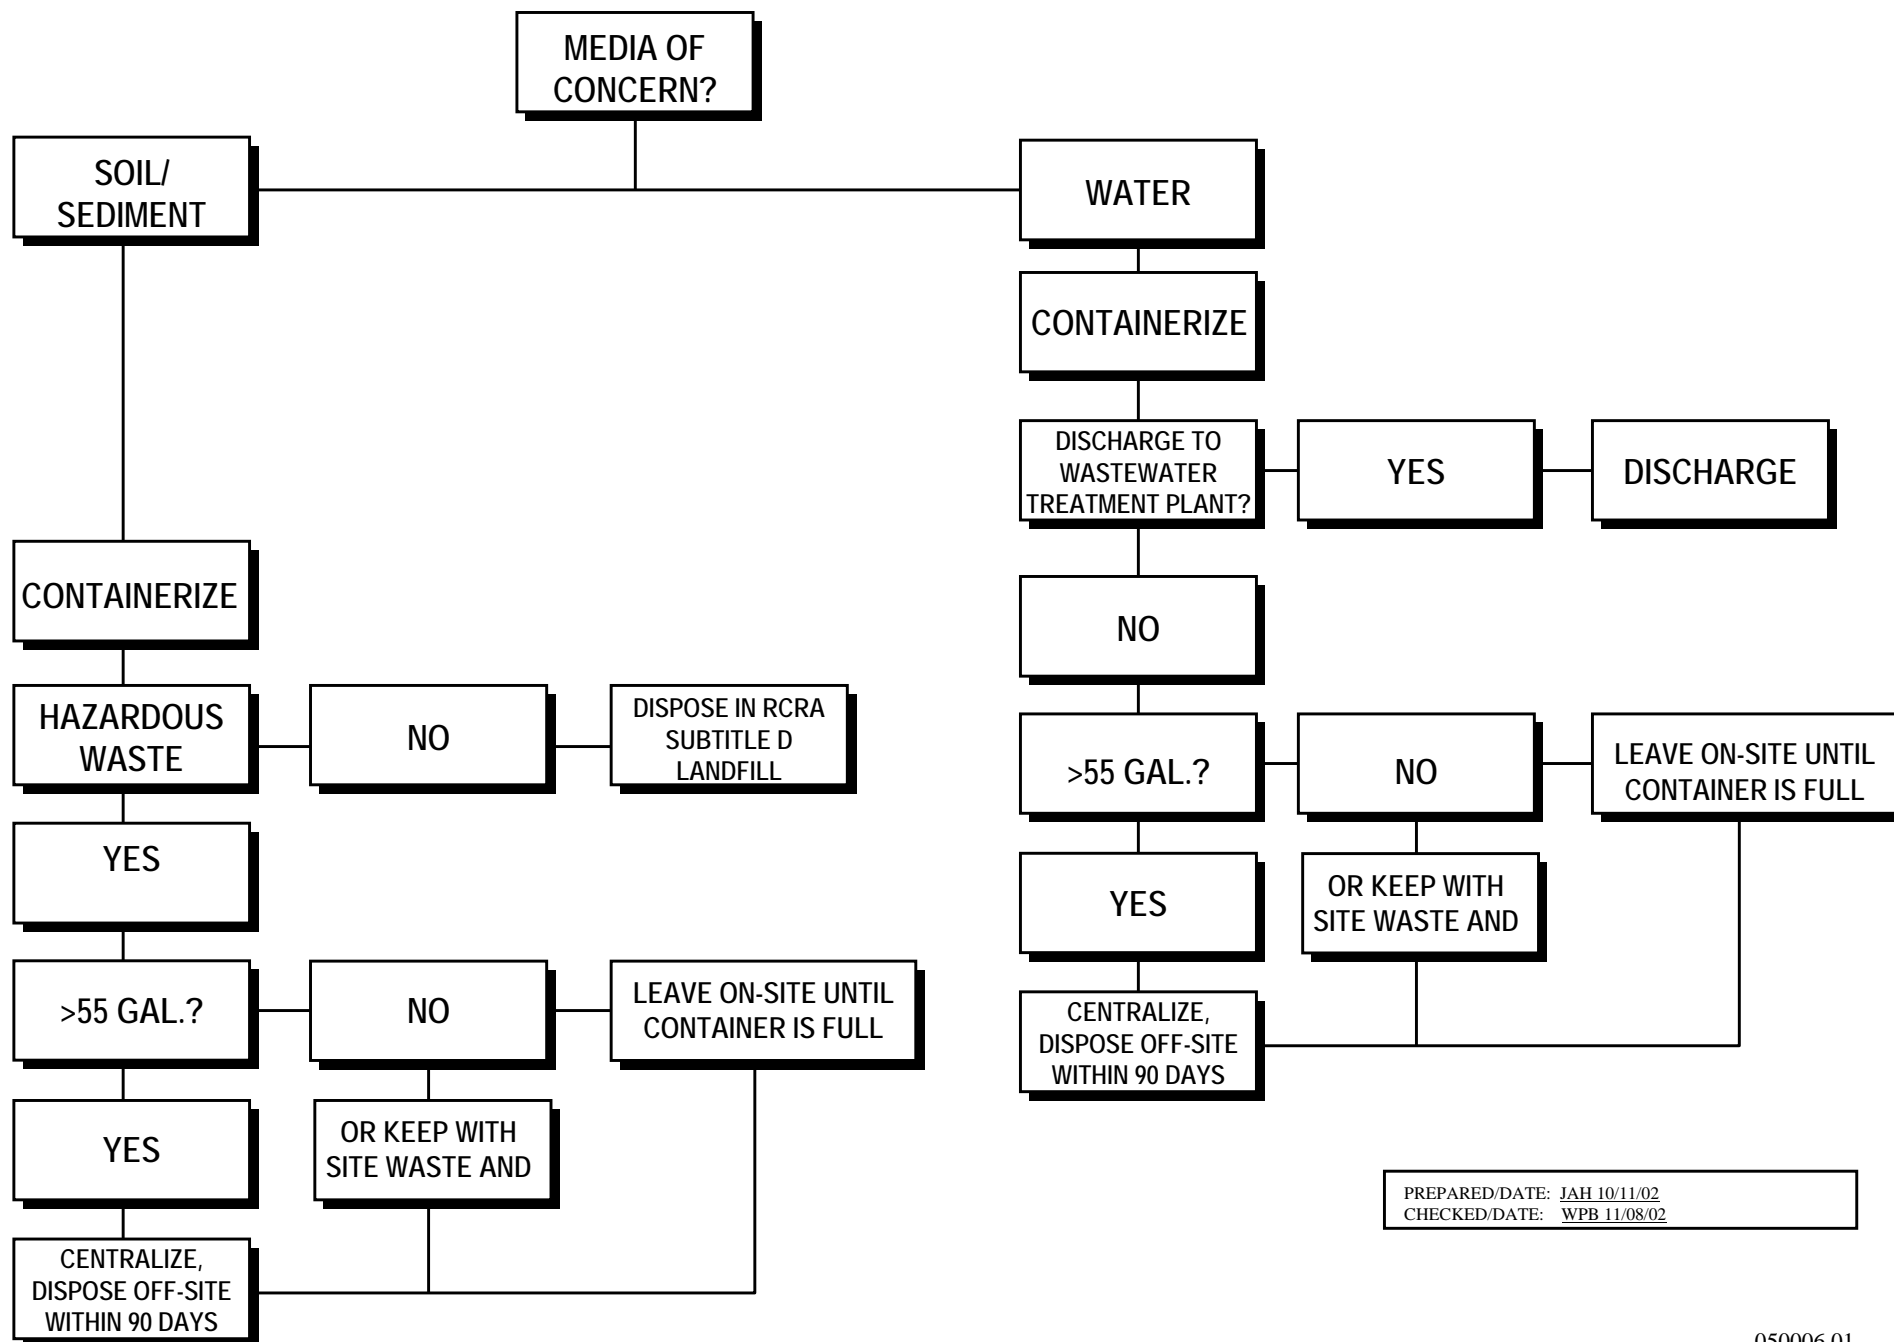 MEDIA OF
CONCERN?
SOIL/
SEDIMENT
WATER
CONTAINERIZE
DISCHARGE TO
WASTEWATER
TREATMENT PLANT?
YES
DISCHARGE
CONTAINERIZE
NO
HAZARDOUS
WASTE
NO
DISPOSE IN RCRA
SUBTITLE D
LANDFILL
>55 GAL.?
NO
LEAVE ON-SITE UNTIL
CONTAINER IS FULL
YES
YES
OR KEEP WITH
SITE WASTE AND
>55 GAL.?
NO
LEAVE ON-SITE UNTIL
CONTAINER IS FULL
CENTRALIZE,
DISPOSE OFF-SITE
WITHIN 90 DAYS
YES
OR KEEP WITH
SITE WASTE AND
PREPARED/DATE: JAH 10/11/02
CHECKED/DATE: WPB 11/08/02
CENTRALIZE,
DISPOSE OFF-SITE
WITHIN 90 DAYS
050006.01